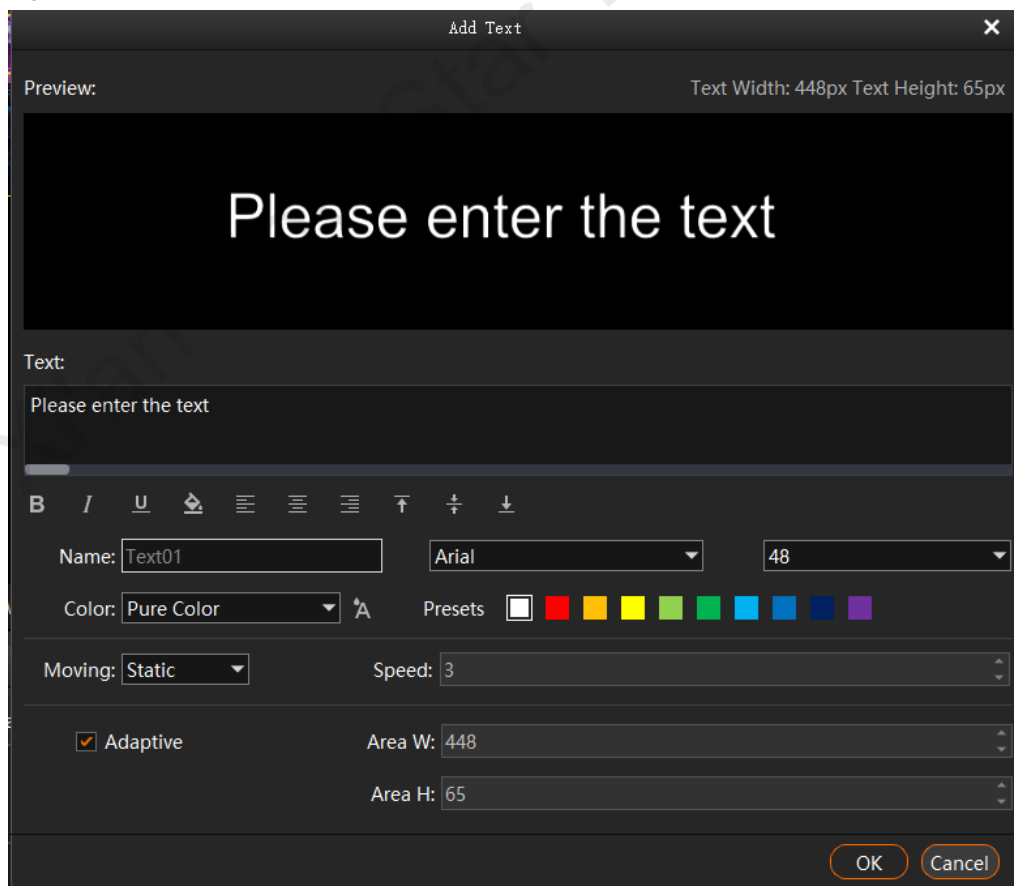 Add Text
Preview:
Text Width: 448px Text Height: 65px
Please enter the text
Text:
Please enter the text
B I U
Name: Text01 Arial 48
Color: Pure Color A Presets
Moving: Static Speed: 3
Adaptive Area W: 448
Area H: 65
OK Cancel